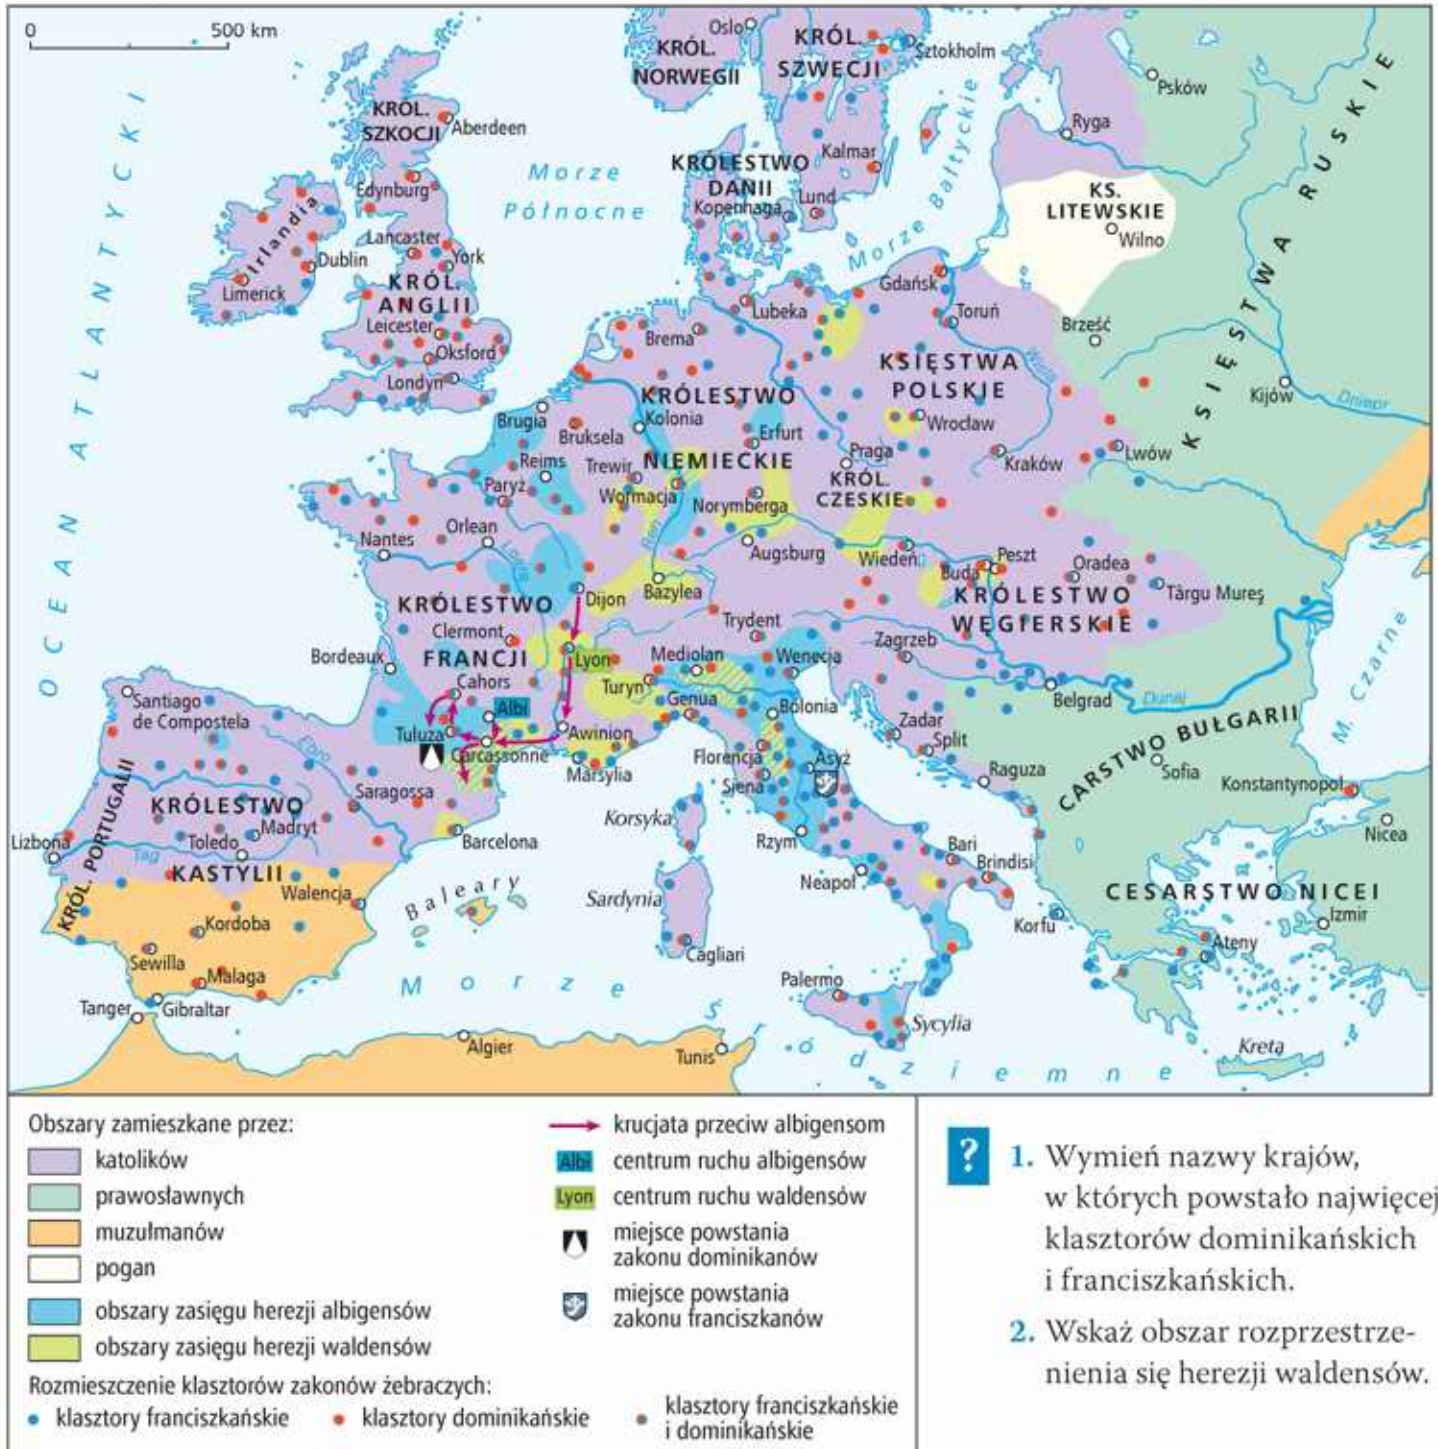 0 500 km
Oslo
KRÓL.
NORWEGII
KRÓL.
SZWECJI
Sztokholm
Psków
KRÓL.
SZKOCJI
Aberdeen
Ryga
Morze
Północne
KRÓLESTWO
DANII
Kopenhaga
Kalmar
Lund
Morze Bałtyckie
KS.
LITEWSKIE
Wilno
KSIĘSTWA RUSKIE
OCEAN ATLANTYCKI
Edynburg
Irlandia
Lancaster
York
Dublin
Limerick
KRÓL.
ANGLII
Leicester
Oksford
Londyn
Gdańsk
Toruń
Lubeka
Brema
Brześć
Wisła
KSIĘSTWA
POLSKIE
Kijów
Dniepr
KRÓLESTWO
NIEMIECKIE
Brugia
Bruksela
Kolonia
Erfurt
Wrocław
Praga
Kraków
Lwów
Reims
Trewir
Paryż
Wormacja
Norymberga
KRÓL.
CZESKIE
Nantes
Orlean
Loara
Ren
Augsburg
Wiedeń
Buda
Peszt
Oradea
Târgu Mureş
Dijon
Bazylea
KRÓLESTWO
WĘGIERSKIE
KRÓLESTWO
FRANCJI
Clermont
Lyon
Trydent
Zagrzeb
Bordeaux
Cahors
Mediolan
Wenecja
Turyn
Genua
Belgrad
Dunaj
M. Czarne
Santiago
de Compostela
Albi
Tuluza
Carcassonne
Awinion
Marsylia
Bolonia
Zadar
Split
CARSTWO BUŁGARII
Ebro
Florencja
Asyż
Siena
Raguza
Sofia
Konstantynopol
Saragossa
Barcelona
Korsyka
Rzym
Nicea
KRÓL. PORTUGALII
KRÓLESTWO
KASTYLII
Madryt
Toledo
Lizbona
Tag
Walencja
Baleary
Sardynia
Neapol
Bari
Brindisi
CESARSTWO NICEI
Kordoba
Korfu
Izmir
Sewilla
Cagliari
Ateny
Malaga
Palermo
Tanger
Gibraltar
Morze Śródziemne
Sycylia
Algier
Tunis
Kreta
Obszary zamieszkane przez:
katolików
prawosławnych
muzułmanów
pogan
obszary zasięgu herezji albigensów
obszary zasięgu herezji waldensów
Rozmieszczenie klasztorów zakonów żebraczych:
klasztory franciszkańskie
klasztory dominikańskie
klasztory franciszkańskie
i dominikańskie
krucjata przeciw albigensom
Albi centrum ruchu albigensów
Lyon centrum ruchu waldensów
miejsce powstania
zakonu dominikanów
miejsce powstania
zakonu franciszkanów
?
1. Wymień nazwy krajów,
w których powstało najwięcej
klasztorów dominikańskich
i franciszkańskich.
2. Wskaż obszar rozprzestrze-
nienia się herezji waldensów.